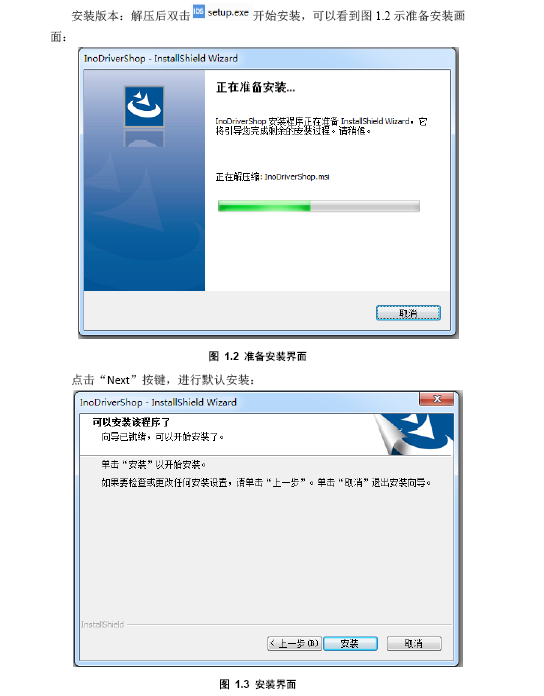 安装版本：解压后双击 IDS setup.exe 开始安装，可以看到图 1.2 示准备安装画
面：
InoDriverShop - InstallShield Wizard
正在准备安装...
InoDriverShop 安装程序正在准备 InstallShield Wizard，它
将引导您完成剩余的安装过程。请稍候。
正在解压缩: InoDriverShop.msi
取消
图 1.2 准备安装界面
点击“Next”按键，进行默认安装：
InoDriverShop - InstallShield Wizard
可以安装该程序了
向导已就绪，可以开始安装了。
单击“安装”以开始安装。
如果要检查或更改任何安装设置，请单击“上一步”。单击“取消”退出安装向导。
InstallShield
< 上一步(B) 安装 取消
图 1.3 安装界面